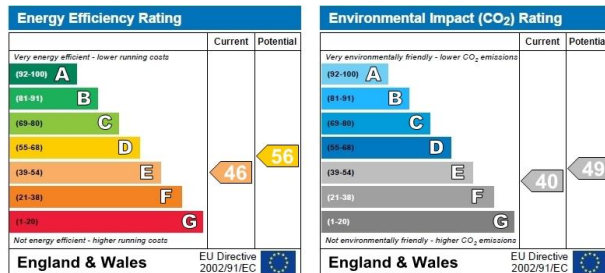 Energy Efficiency Rating
Current Potential
Very energy efficient - lower running costs
(92-100) A
(81-91) B
(69-80) C
(55-68) D
(39-54) E
(21-38) F
(1-20) G
46
56
Not energy efficient - higher running costs
England & Wales
EU Directive
2002/91/EC
Environmental Impact (CO₂) Rating
Current Potential
Very environmentally friendly - lower CO₂ emissions
(92-100) A
(81-91) B
(69-80) C
(55-68) D
(39-54) E
(21-38) F
(1-20) G
40
49
Not environmentally friendly - higher CO₂ emissions
England & Wales
EU Directive
2002/91/EC